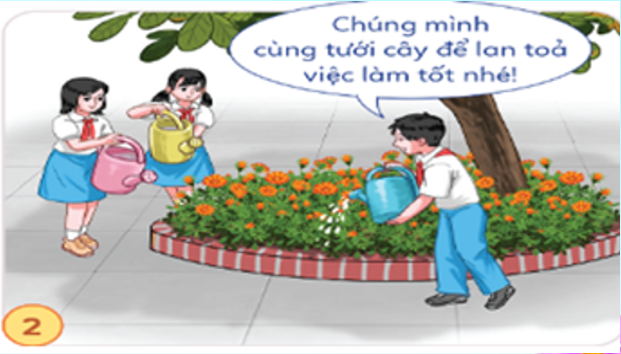 Chúng mình
cùng tưới cây để lan toả
việc làm tốt nhé!
2